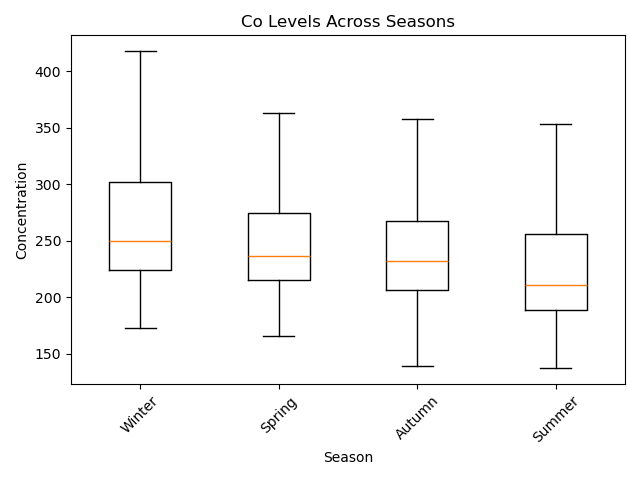 Co Levels Across Seasons
400
350
300
250
200
150
Concentration
Winter
Spring
Autumn
Summer
Season